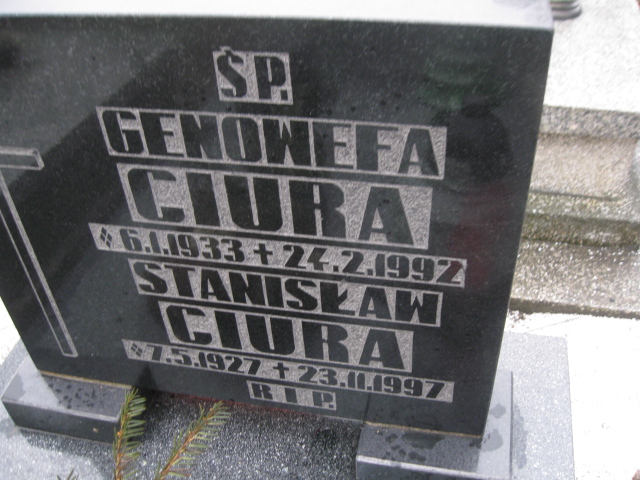 ŚP.
GENOWEFA
CIURA
6.1.1933 + 24.2.1992
STANISŁAW
CIURA
7.5.1927 + 23.11.1997
R I P.